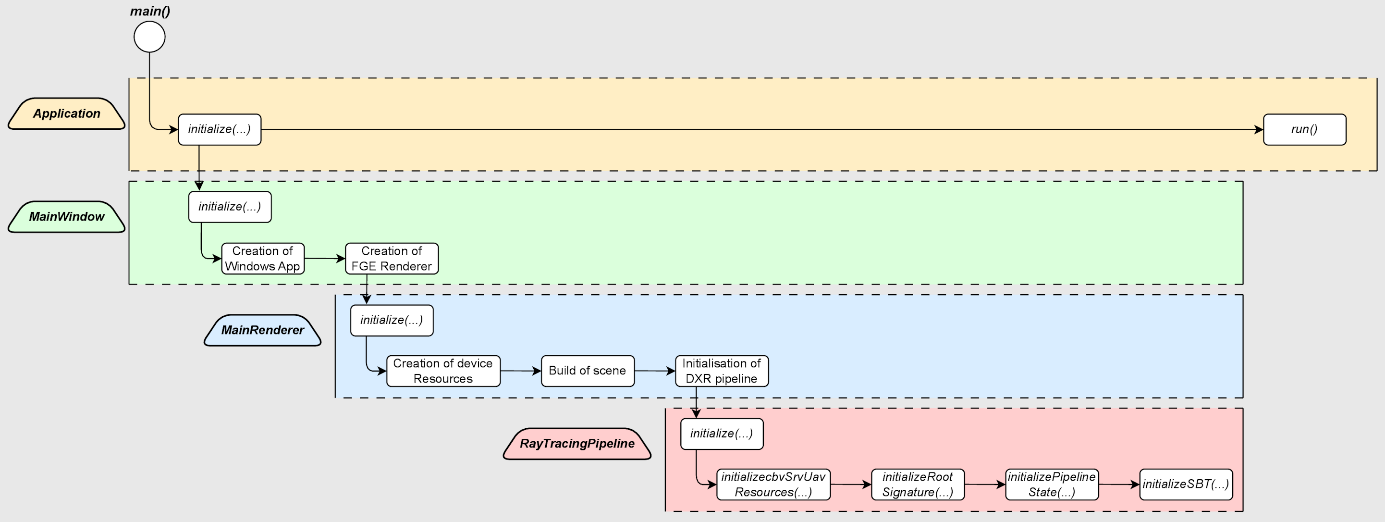 main()
Application
initialize(...)
run()
MainWindow
initialize(...)
Creation of
Windows App
Creation of
FGE Renderer
MainRenderer
initialize(...)
Creation of device
Resources
Build of scene
Initialisation of
DXR pipeline
RayTracingPipeline
initialize(...)
initializecbvSrvUav
Resources(...)
initializeRoot
Signature(...)
initializePipeline
State(...)
initializeSBT(...)